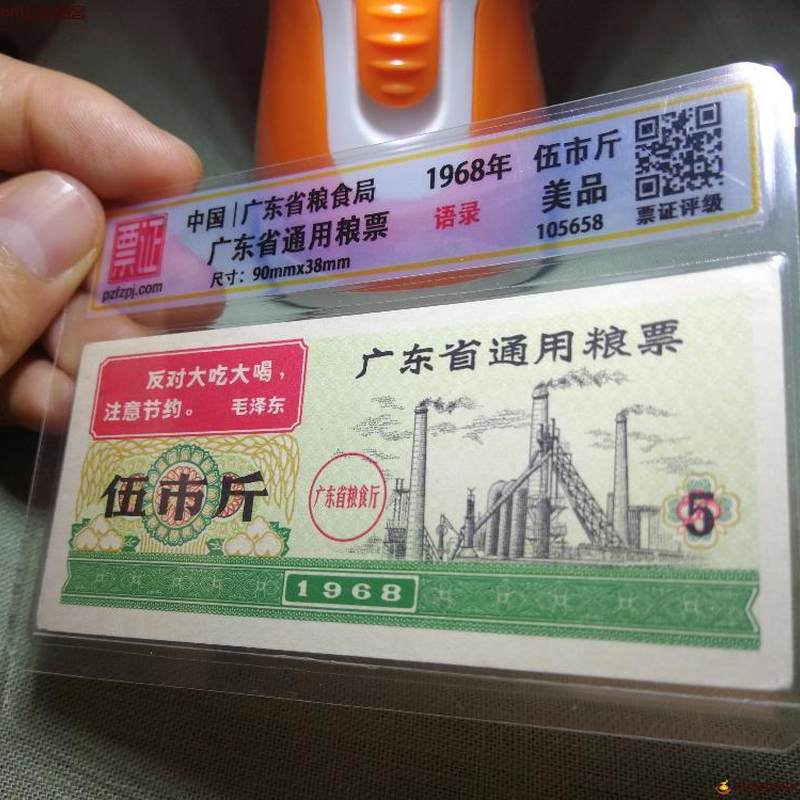 票证
pzlzpj.com
中国|广东省粮食局
广东省通用粮票
尺寸：90mmx38mm
1968年
语录
伍市斤
美品
105658
票证评级
反对大吃大喝，
注意节约。 毛泽东
广东省通用粮票
伍市斤
广东省粮食厅
5
1968